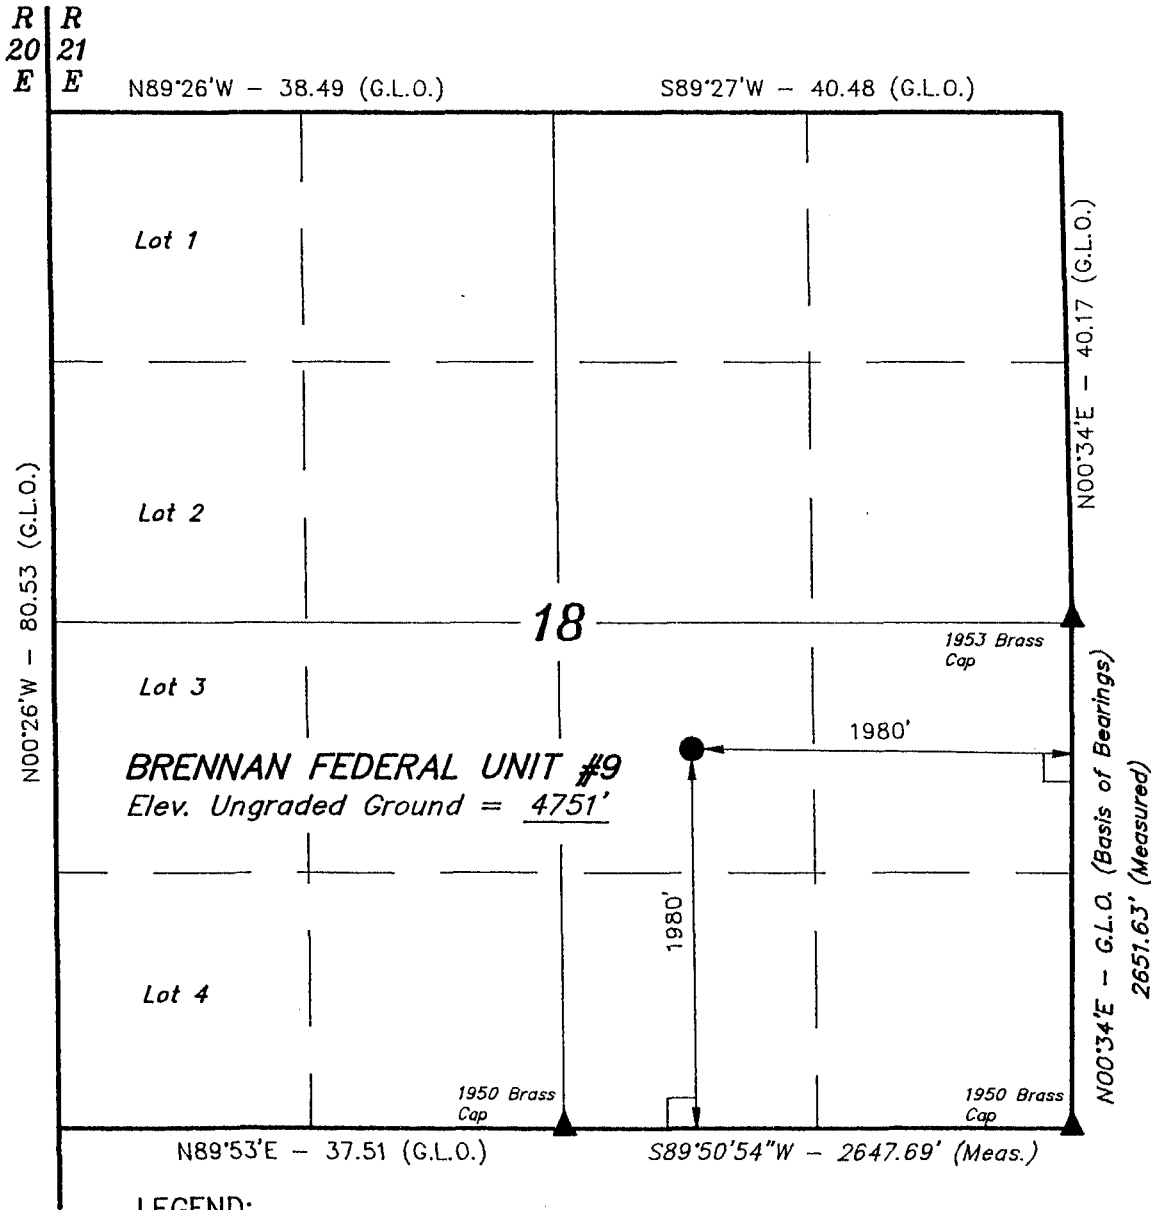 R R
20 21
E E
N89°26'W – 38.49 (G.L.O.)
S89°27'W – 40.48 (G.L.O.)
Lot 1
N00°34'E – 40.17 (G.L.O.)
Lot 2
N00°26'W – 80.53 (G.L.O.)
18
1953 Brass
Cap
Lot 3
1980'
BRENNAN FEDERAL UNIT #9
Elev. Ungraded Ground = 4751'
N00°34'E – G.L.O. (Basis of Bearings)
2651.63' (Measured)
1980'
Lot 4
1950 Brass
Cap
1950 Brass
Cap
N89°53'E – 37.51 (G.L.O.)
S89°50'54"W – 2647.69' (Meas.)
LEGEND: